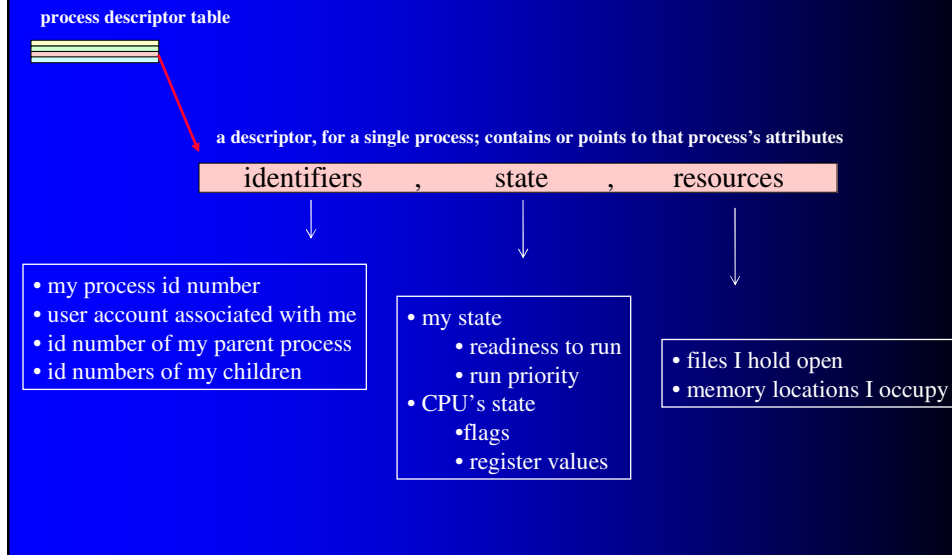 process descriptor table
a descriptor, for a single process; contains or points to that process's attributes
identifiers , state , resources
• my process id number
• user account associated with me
• id number of my parent process
• id numbers of my children
• my state
• readiness to run
• run priority
• CPU's state
•flags
• register values
• files I hold open
• memory locations I occupy